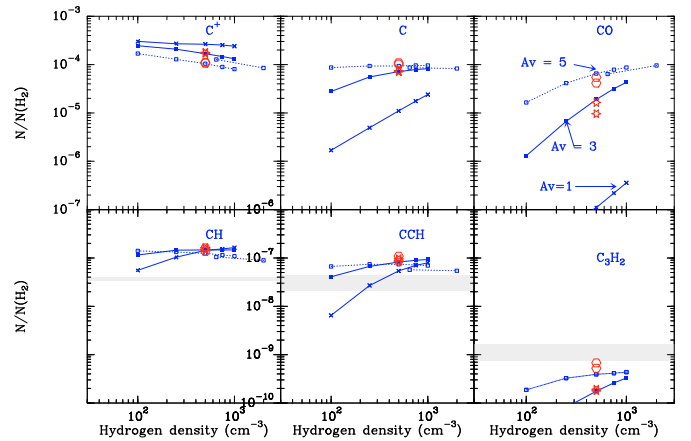 10⁻³
C⁺ C CO
10⁻⁴
Av = 5
N/N(H₂)
10⁻⁵
Av = 3
10⁻⁶
Av=1
10⁻⁷ 10⁻⁶
CH CCH C₃H₂
10⁻⁷
N/N(H₂)
10⁻⁸
10⁻⁹
10⁻¹⁰
10² 10³ 10² 10³ 10² 10³
Hydrogen density (cm⁻³) Hydrogen density (cm⁻³) Hydrogen density (cm⁻³)